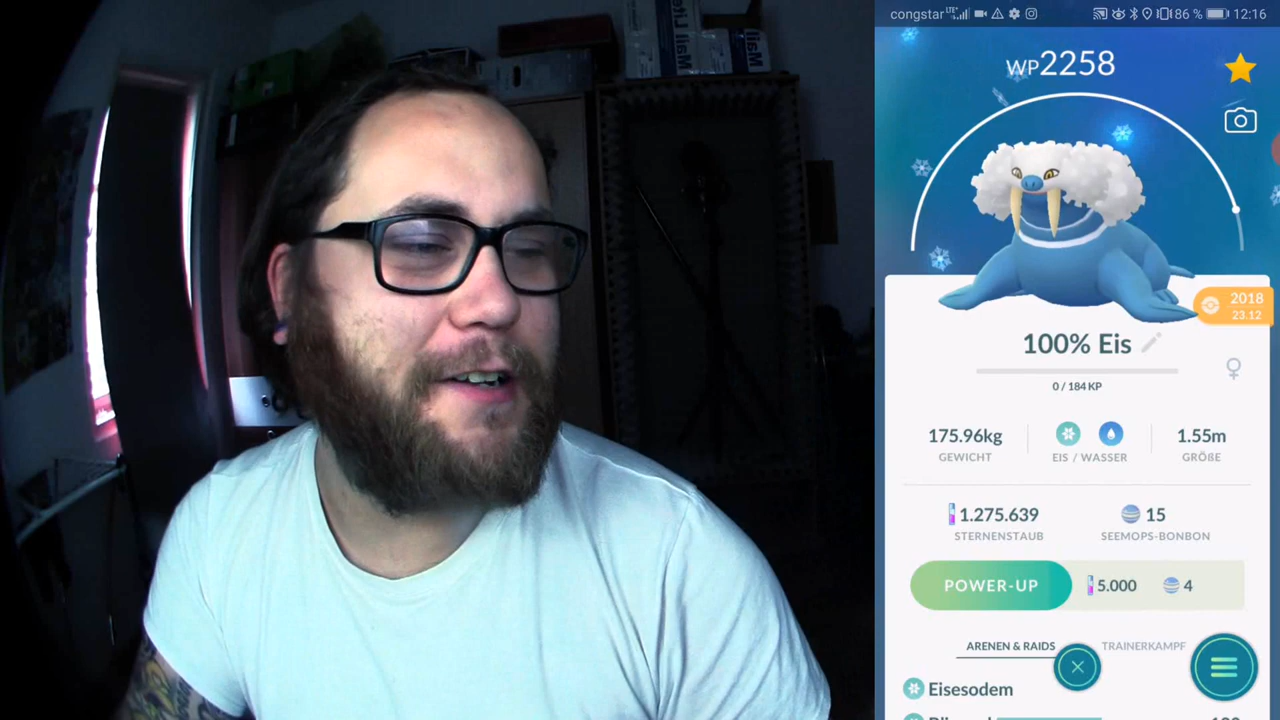 congstar LTE+ 86 % 12:16
WP2258
2018
23.12
100% Eis
0 / 184 KP
175.96kg
GEWICHT
EIS / WASSER
1.55m
GRÖßE
1.275.639
STERNENSTAUB
15
SEEMOPS-BONBON
POWER-UP
5.000
4
ARENEN & RAIDS
TRAINERKAMPF
Eisesodem